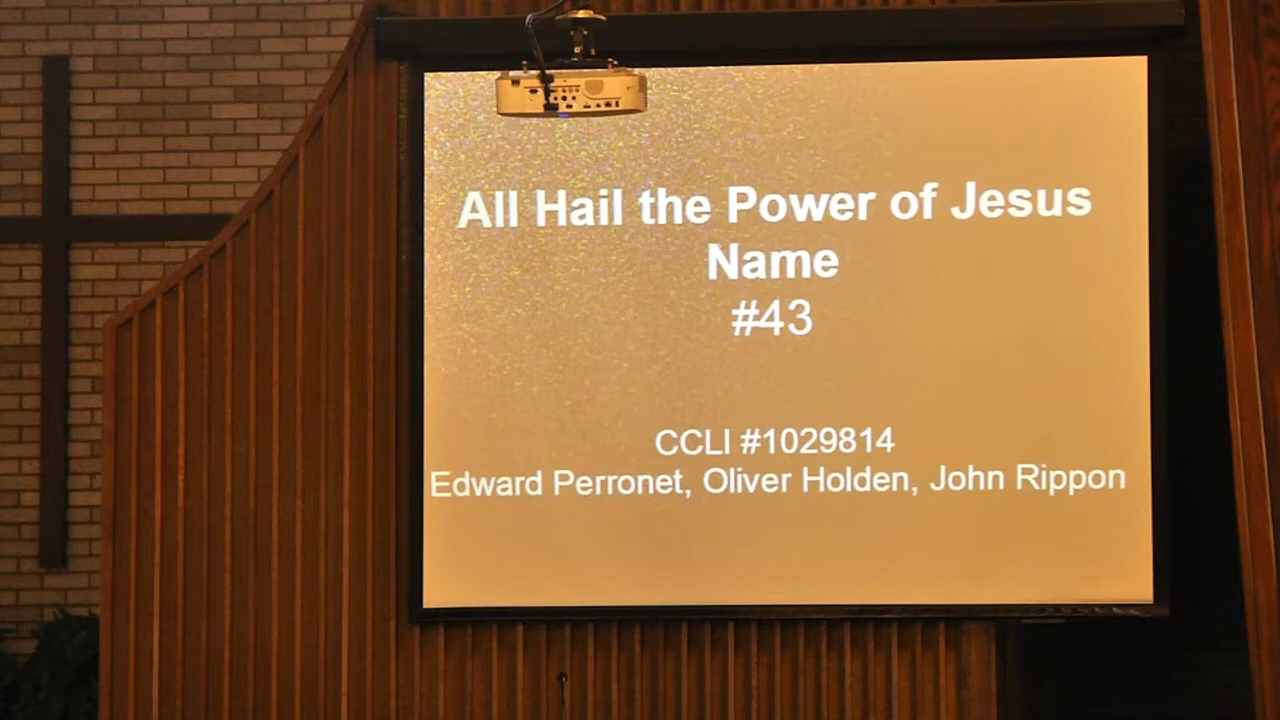 All Hail the Power of Jesus
Name
#43
CCLI #1029814
Edward Perronet, Oliver Holden, John Rippon